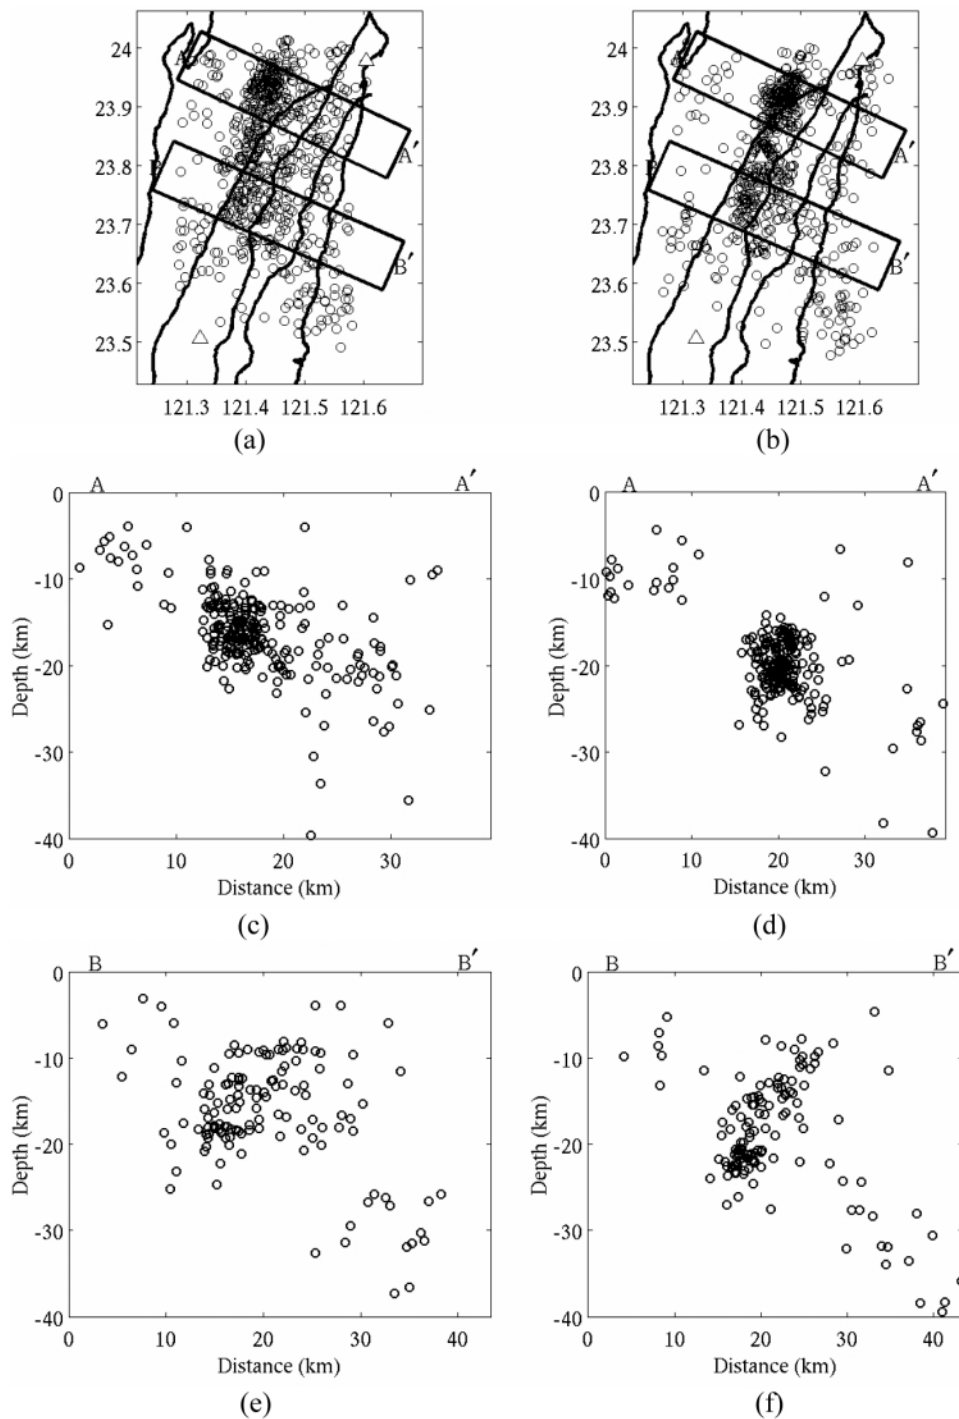 24
23.9
23.8
23.7
23.6
23.5
A
A′
B′
121.3 121.4 121.5 121.6
(a)
24
23.9
23.8
23.7
23.6
23.5
A
A′
B′
121.3 121.4 121.5 121.6
(b)
A A′
0
-10
-20
-30
-40
Depth (km)
0 10 20 30
Distance (km)
(c)
A A′
0
-10
-20
-30
-40
Depth (km)
0 10 20 30
Distance (km)
(d)
B B′
0
-10
-20
-30
-40
Depth (km)
0 10 20 30 40
Distance (km)
(e)
B B′
0
-10
-20
-30
-40
Depth (km)
0 10 20 30 40
Distance (km)
(f)